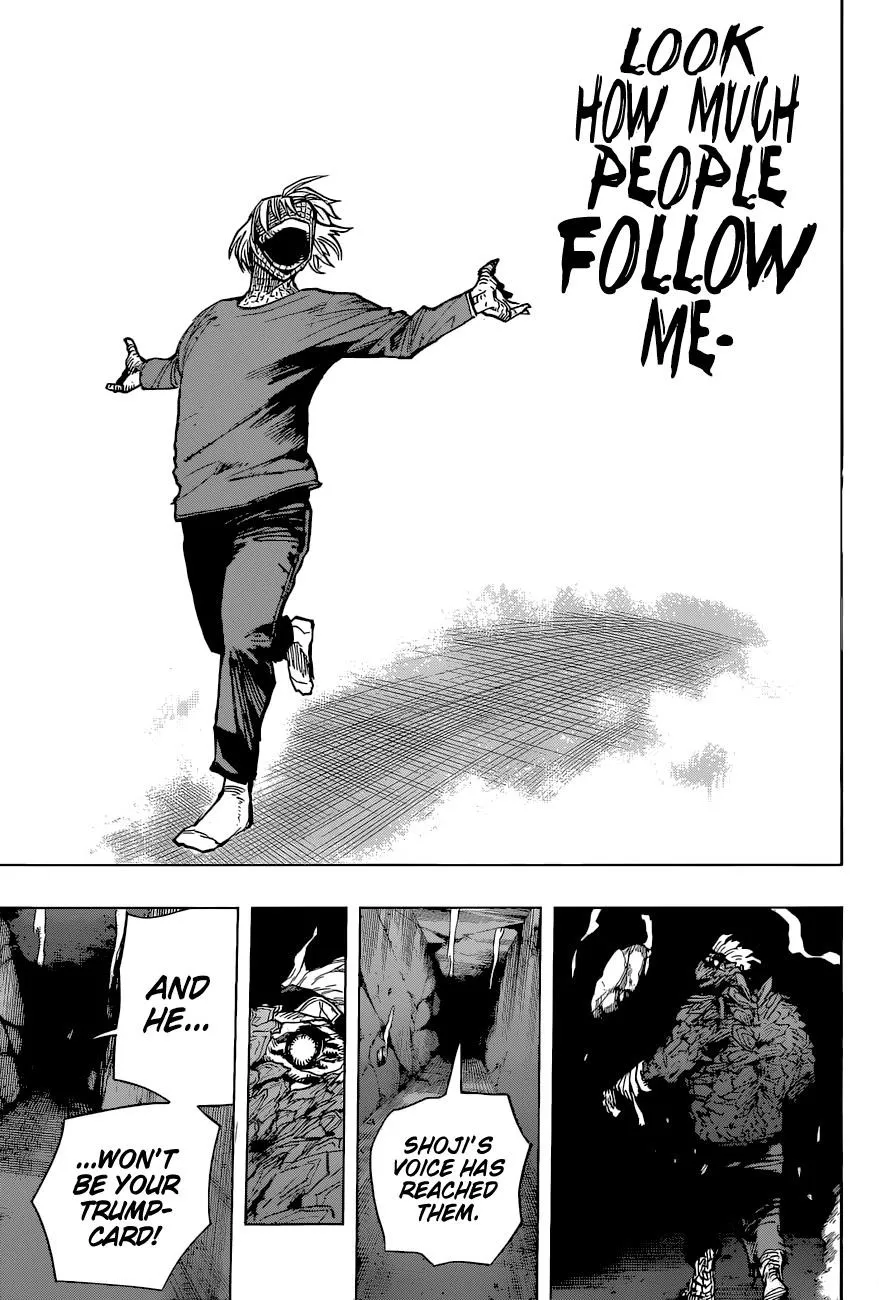 LOOK
HOW MUCH
PEOPLE
FOLLOW
ME-
SHOJI'S
VOICE HAS
REACHED
THEM.
AND
HE...
...WON'T
BE YOUR
TRUMP-
CARD!